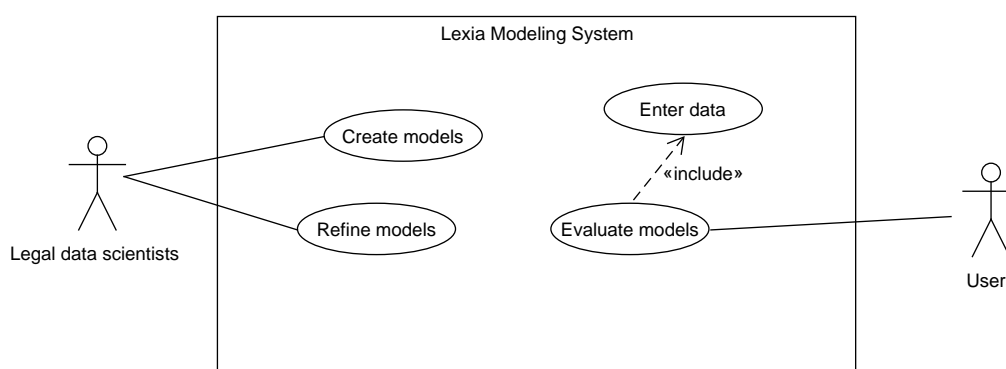 Lexia Modeling System
Enter data
Create models
«include»
Refine models
Evaluate models
Legal data scientists
User